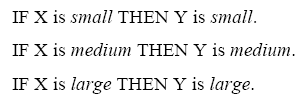 IF X is small THEN Y is small.
IF X is medium THEN Y is medium.
IF X is large THEN Y is large.